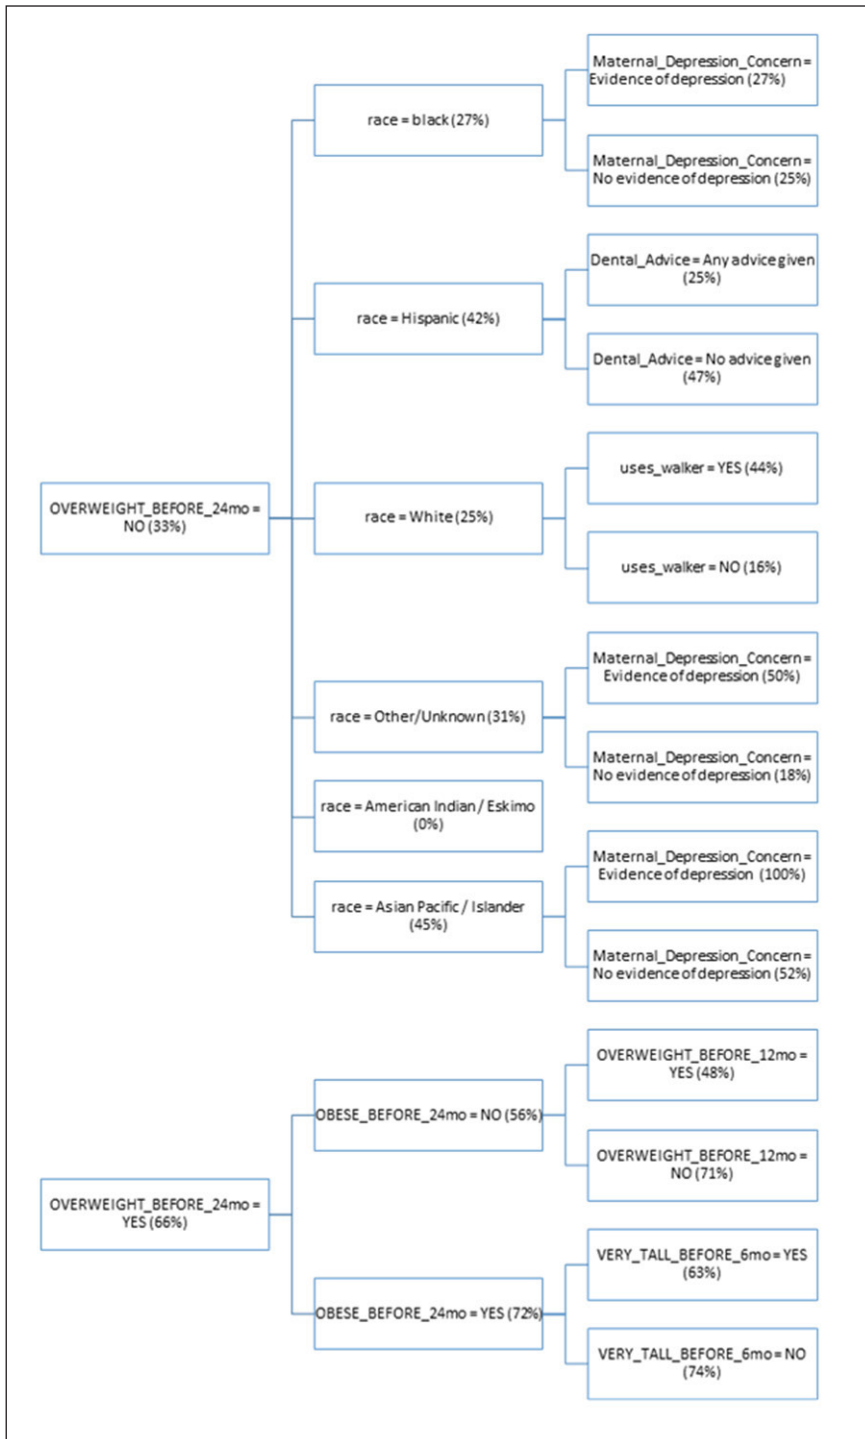 OVERWEIGHT_BEFORE_24mo =
NO (33%)
race = black (27%)
Maternal_Depression_Concern =
Evidence of depression (27%)
Maternal_Depression_Concern =
No evidence of depression (25%)
race = Hispanic (42%)
Dental_Advice = Any advice given
(25%)
Dental_Advice = No advice given
(47%)
race = White (25%)
uses_walker = YES (44%)
uses_walker = NO (16%)
race = Other/Unknown (31%)
Maternal_Depression_Concern =
Evidence of depression (50%)
Maternal_Depression_Concern =
No evidence of depression (18%)
race = American Indian / Eskimo
(0%)
race = Asian Pacific / Islander
(45%)
Maternal_Depression_Concern =
Evidence of depression (100%)
Maternal_Depression_Concern =
No evidence of depression (52%)
OVERWEIGHT_BEFORE_24mo =
YES (66%)
OBESE_BEFORE_24mo = NO (56%)
OVERWEIGHT_BEFORE_12mo =
YES (48%)
OVERWEIGHT_BEFORE_12mo =
NO (71%)
OBESE_BEFORE_24mo = YES (72%)
VERY_TALL_BEFORE_6mo = YES
(63%)
VERY_TALL_BEFORE_6mo = NO
(74%)